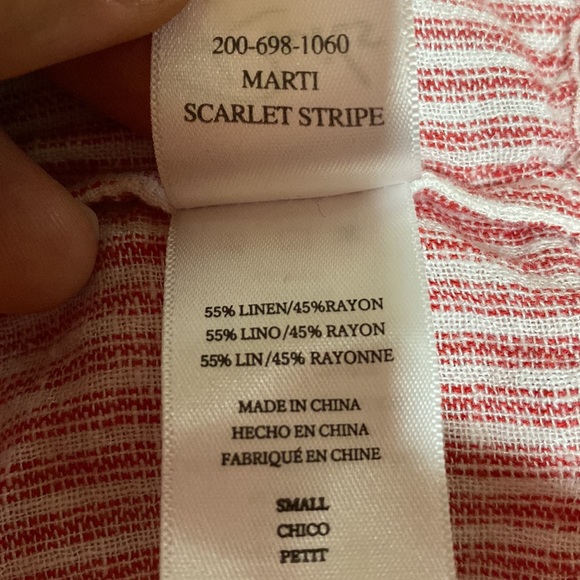 200-698-1060
MARTI
SCARLET STRIPE
55% LINEN/45%RAYON
55% LINO/45% RAYON
55% LIN/45% RAYONNE
MADE IN CHINA
HECHO EN CHINA
FABRIQUÉ EN CHINE
SMALL
CHICO
PETIT